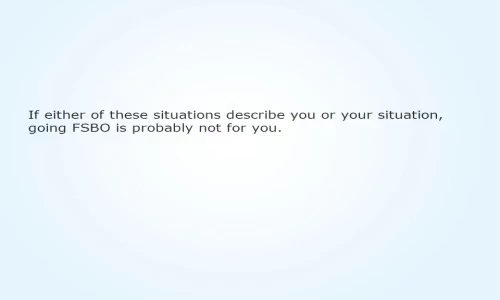 If either of these situations describe you or your situation,
going FSBO is probably not for you.